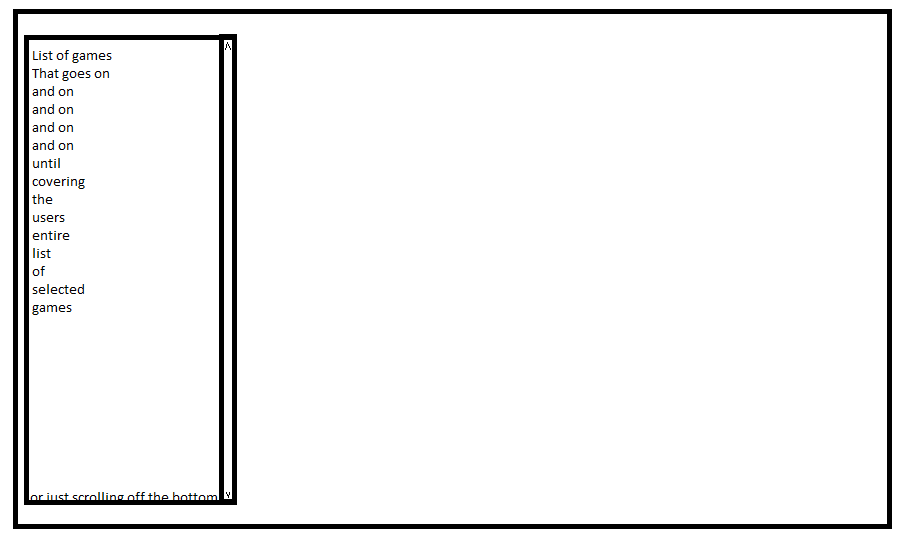 List of games
That goes on
and on
and on
and on
and on
until
covering
the
users
entire
list
of
selected
games
or just scrolling off the bottom